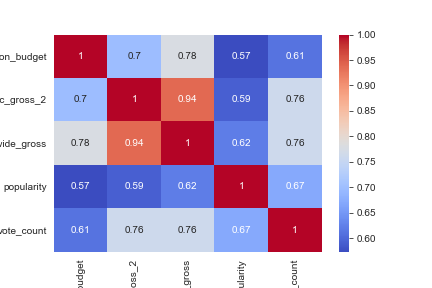 on_budget 1 0.7 0.78 0.57 0.61
c_gross_2 0.7 1 0.94 0.59 0.76
wide_gross 0.78 0.94 1 0.62 0.76
popularity 0.57 0.59 0.62 1 0.67
vote_count 0.61 0.76 0.76 0.67 1
budget
oss_2
_gross
ularity
_count
1.00
0.95
0.90
0.85
0.80
0.75
0.70
0.65
0.60